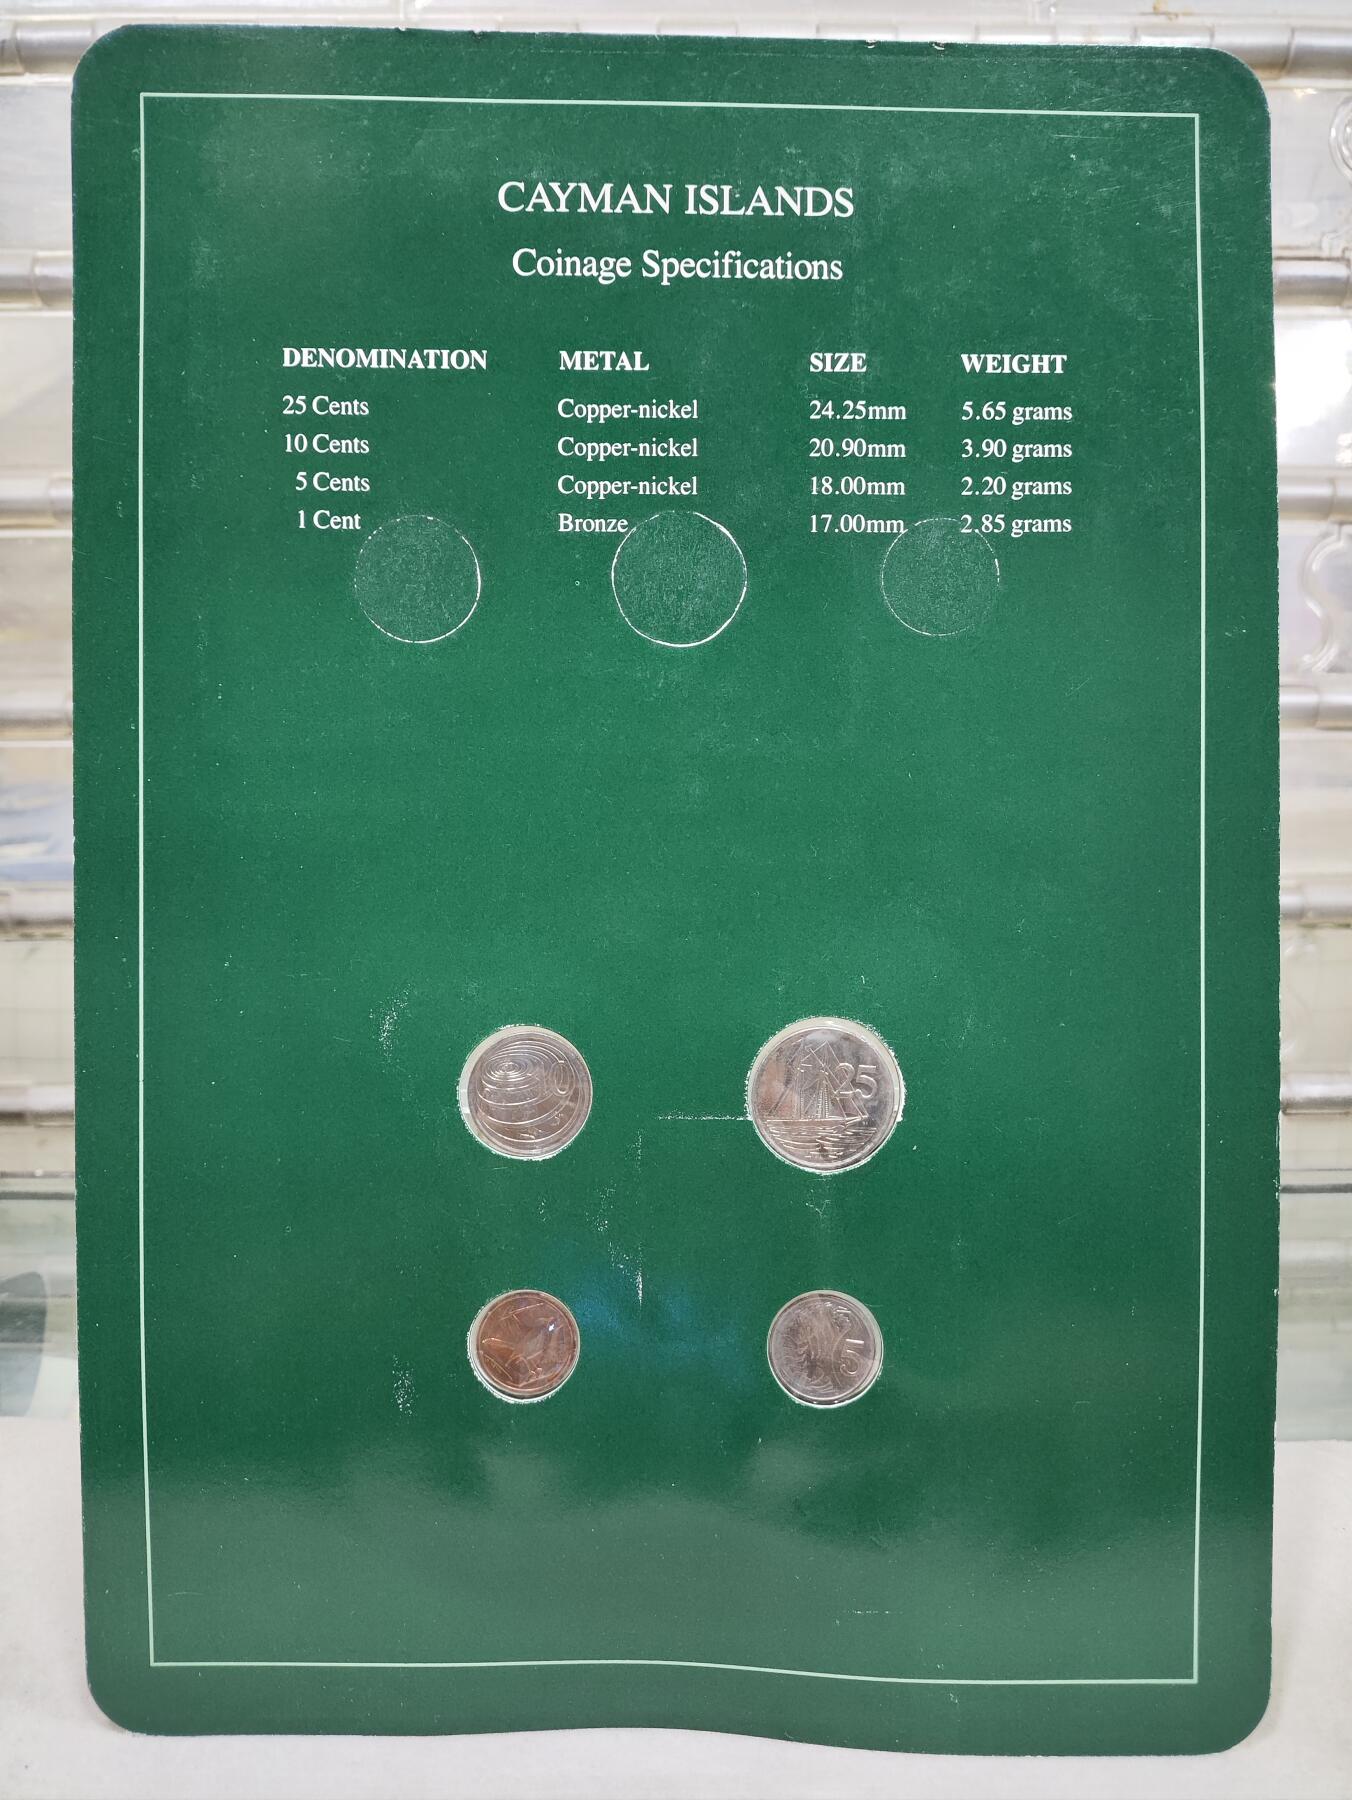 CAYMAN ISLANDS
Coinage Specifications
DENOMINATION METAL SIZE WEIGHT
25 Cents Copper-nickel 24.25mm 5.65 grams
10 Cents Copper-nickel 20.90mm 3.90 grams
5 Cents Copper-nickel 18.00mm 2.20 grams
1 Cent Bronze 17.00mm 2.85 grams
10
25
1
5